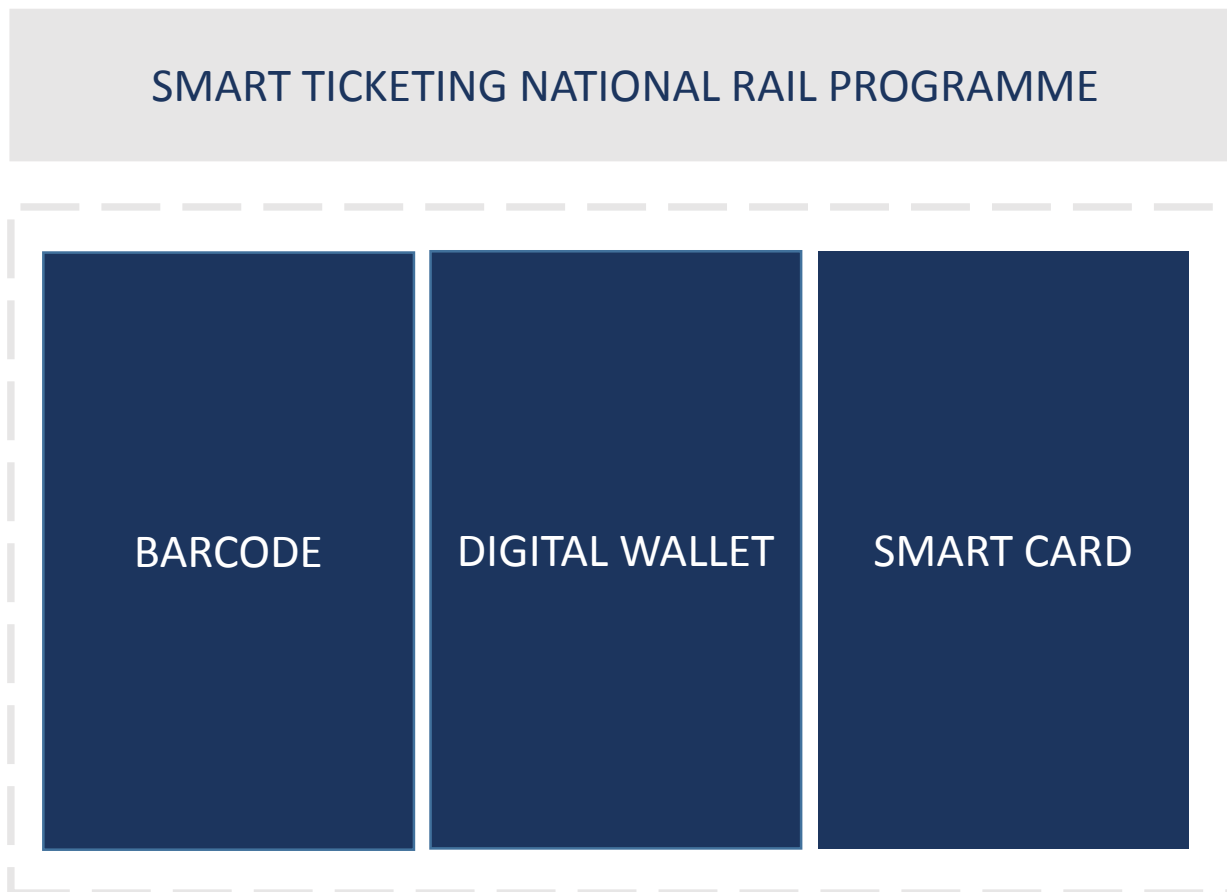 SMART TICKETING NATIONAL RAIL PROGRAMME
BARCODE
DIGITAL WALLET
SMART CARD